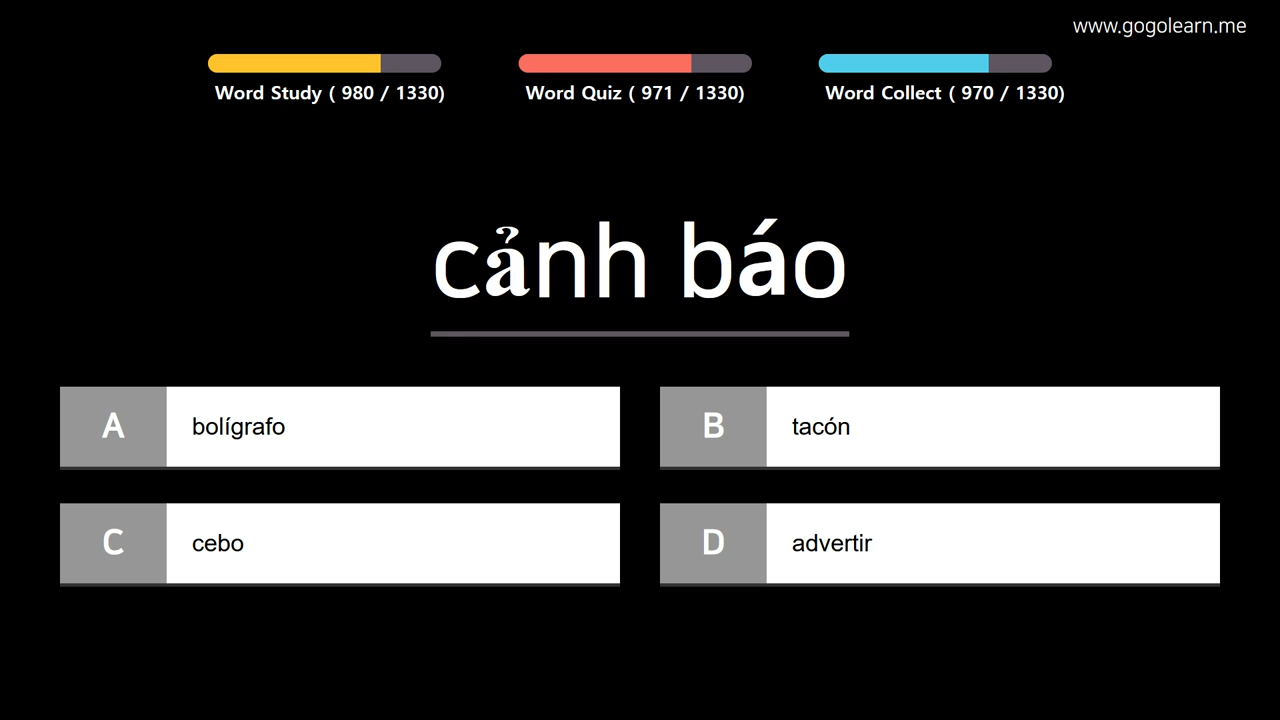 www.gogolearn.me
Word Study ( 980 / 1330)
Word Quiz ( 971 / 1330)
Word Collect ( 970 / 1330)
cảnh báo
A bolígrafo
B tacón
C cebo
D advertir